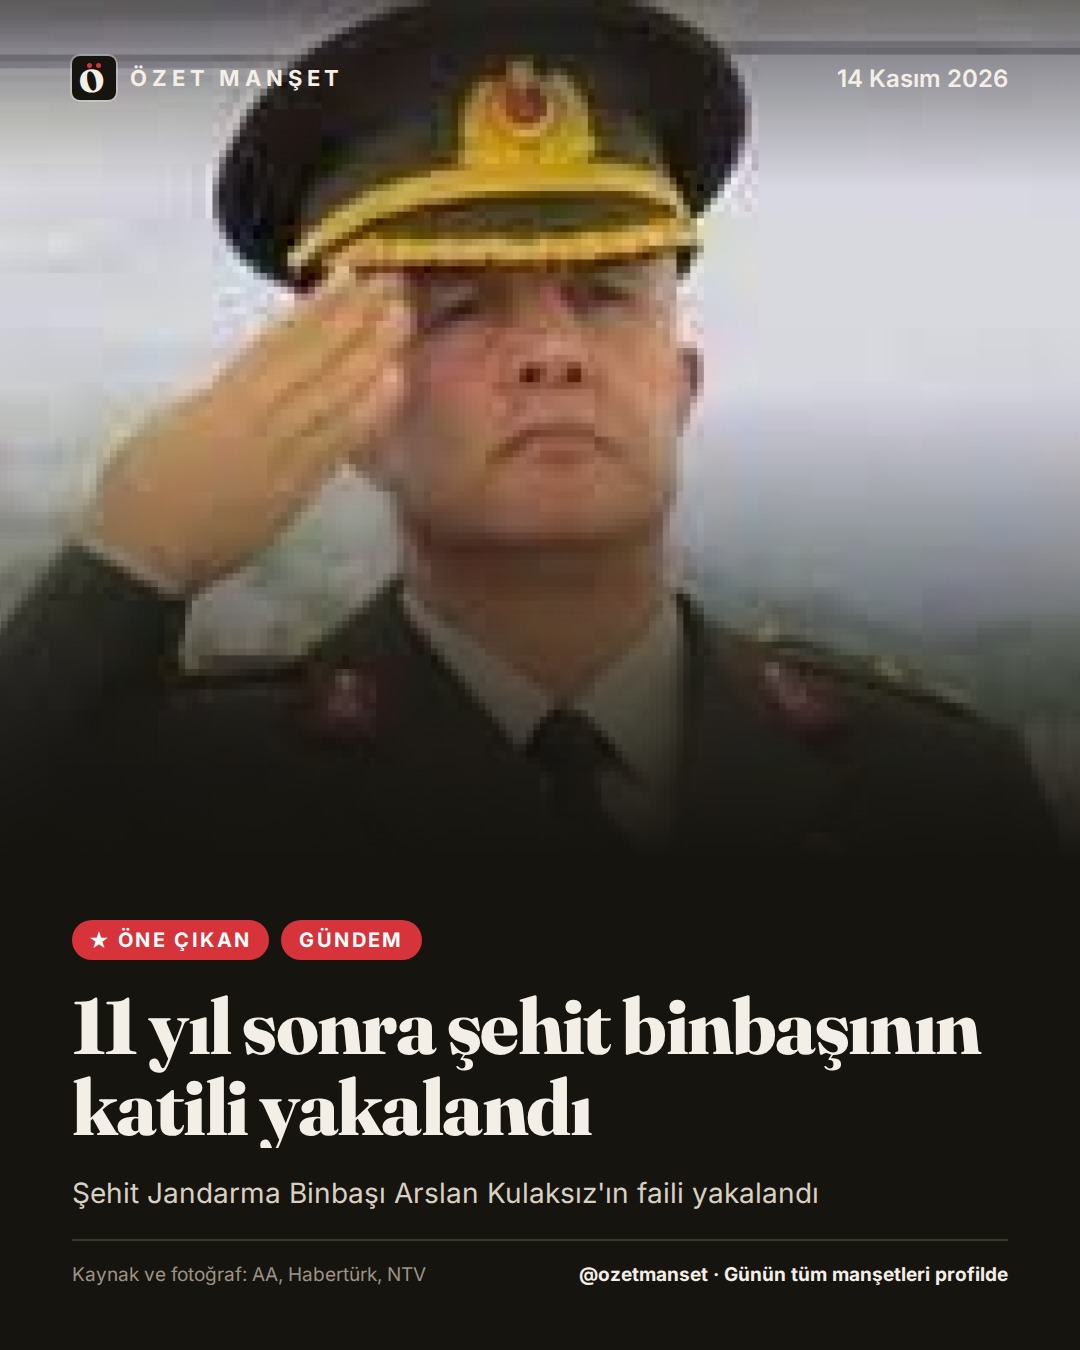 ö ÖZET MANŞET
14 Kasım 2026
★ ÖNE ÇIKAN
GÜNDEM
11 yıl sonra şehit binbaşının
katili yakalandı
Şehit Jandarma Binbaşı Arslan Kulaksız'ın faili yakalandı
Kaynak ve fotoğraf: AA, Habertürk, NTV
@ozetmanset · Günün tüm manşetleri profilde